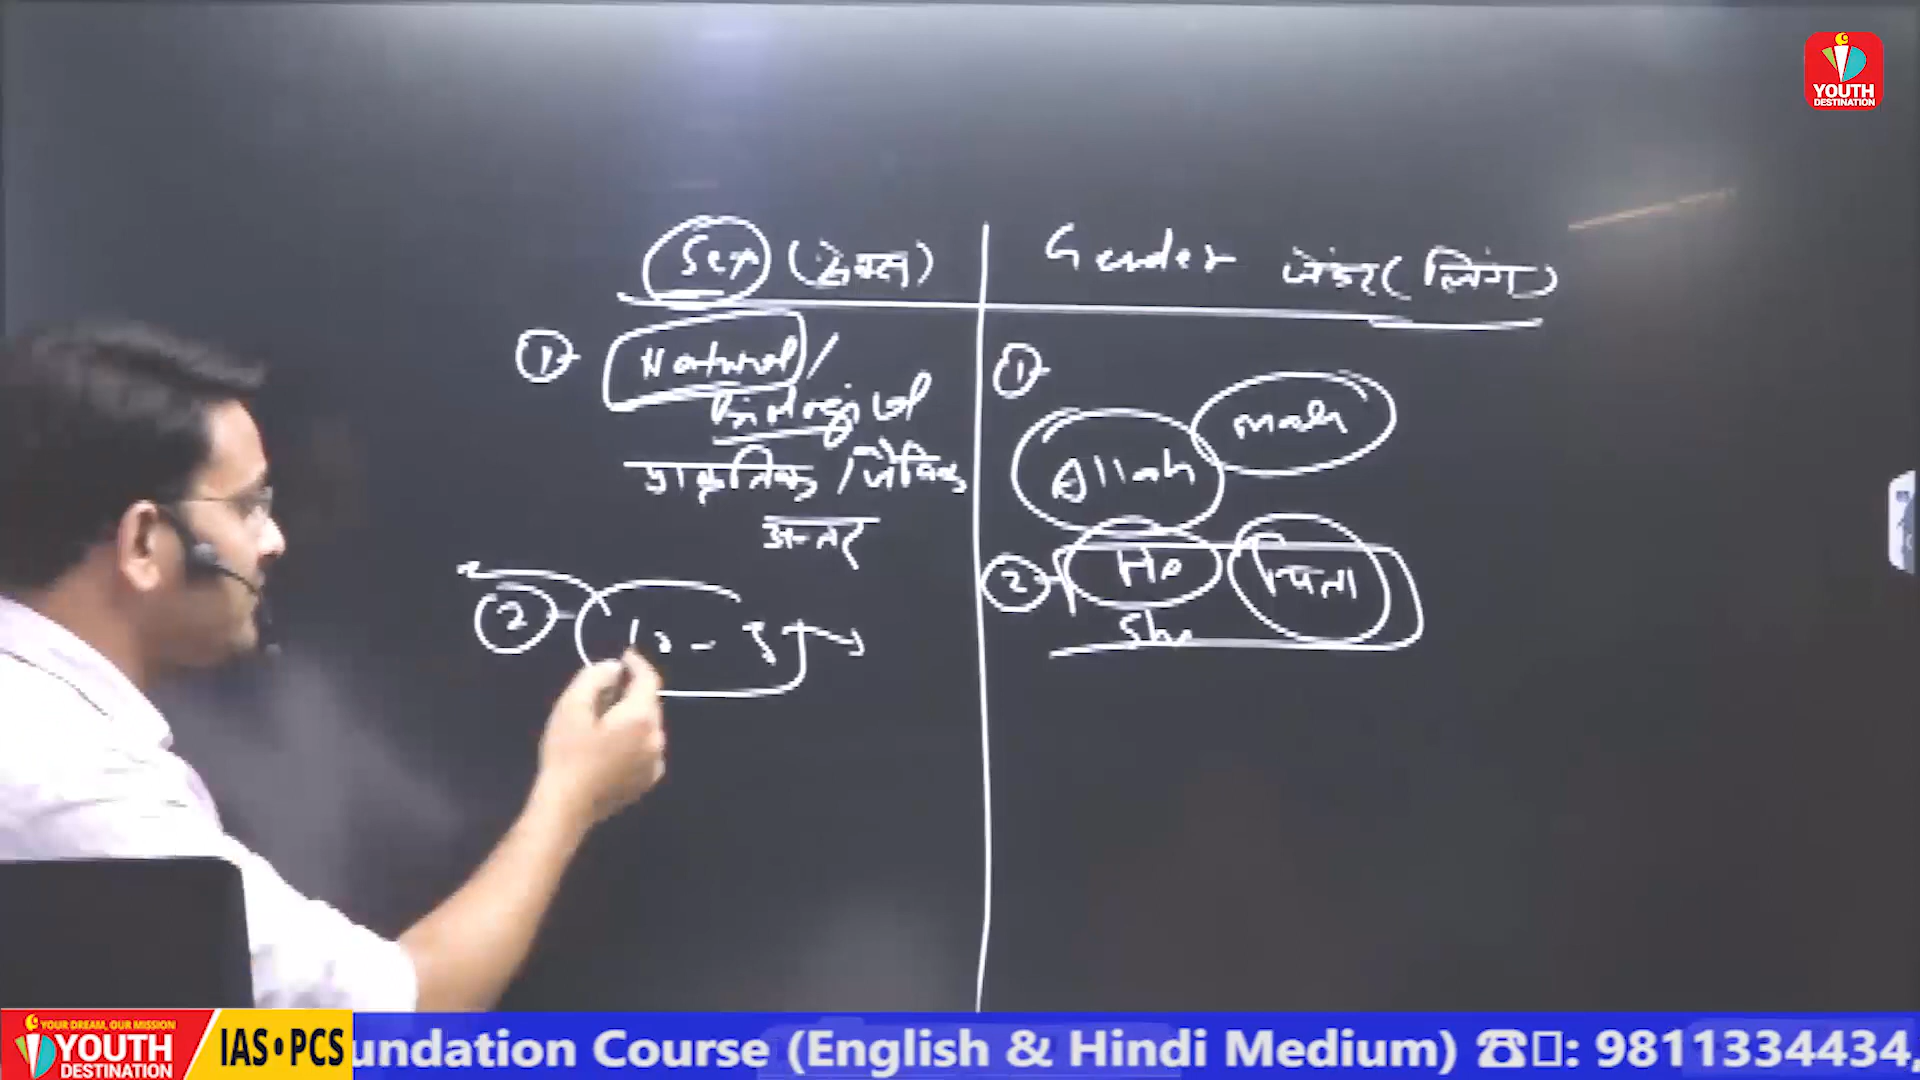 YOUTH
DESTINATION
Sex (सेक्स)
Gender जेंडर (लिंग)
① Natural /
Biological
प्राकृतिक / जैविक
अन्तर
②
①
Allah
② He पिता
She
YOUR DREAM, OUR MISSION
YOUTH
DESTINATION
IAS•PCS
undation Course (English & Hindi Medium) ☎: 9811334434,